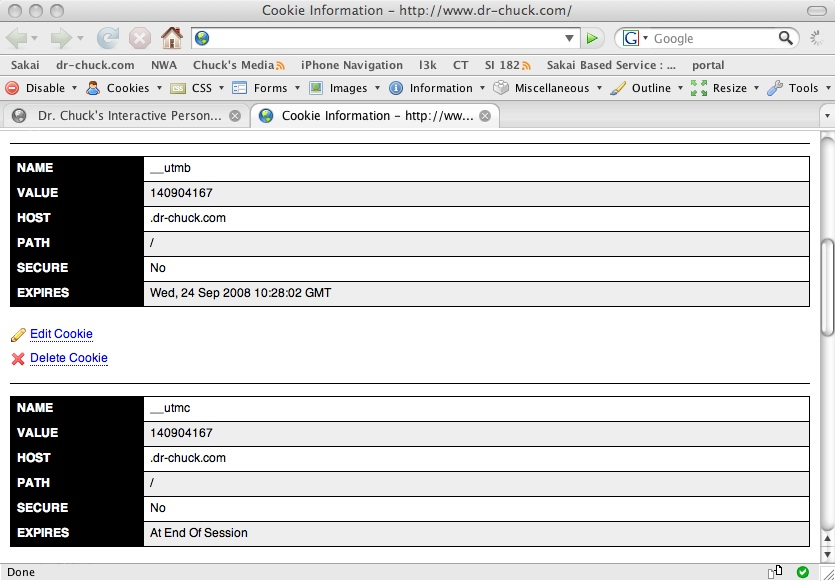 Cookie Information – http://www.dr-chuck.com/
G Google
Sakai dr-chuck.com NWA Chuck's Media iPhone Navigation I3k CT SI 182 Sakai Based Service : ... portal
Disable Cookies CSS Forms Images Information Miscellaneous Outline Resize Tools
Dr. Chuck's Interactive Person... Cookie Information – http://ww...
NAME __utmb
VALUE 140904167
HOST .dr-chuck.com
PATH /
SECURE No
EXPIRES Wed, 24 Sep 2008 10:28:02 GMT
Edit Cookie
Delete Cookie
NAME __utmc
VALUE 140904167
HOST .dr-chuck.com
PATH /
SECURE No
EXPIRES At End Of Session
Done